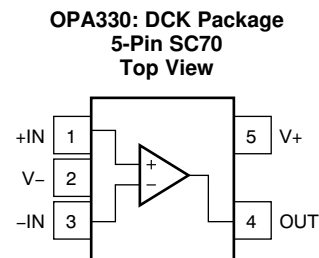 OPA330: DCK Package
5-Pin SC70
Top View
+IN 1 5 V+
V− 2
−IN 3 4 OUT
+
−